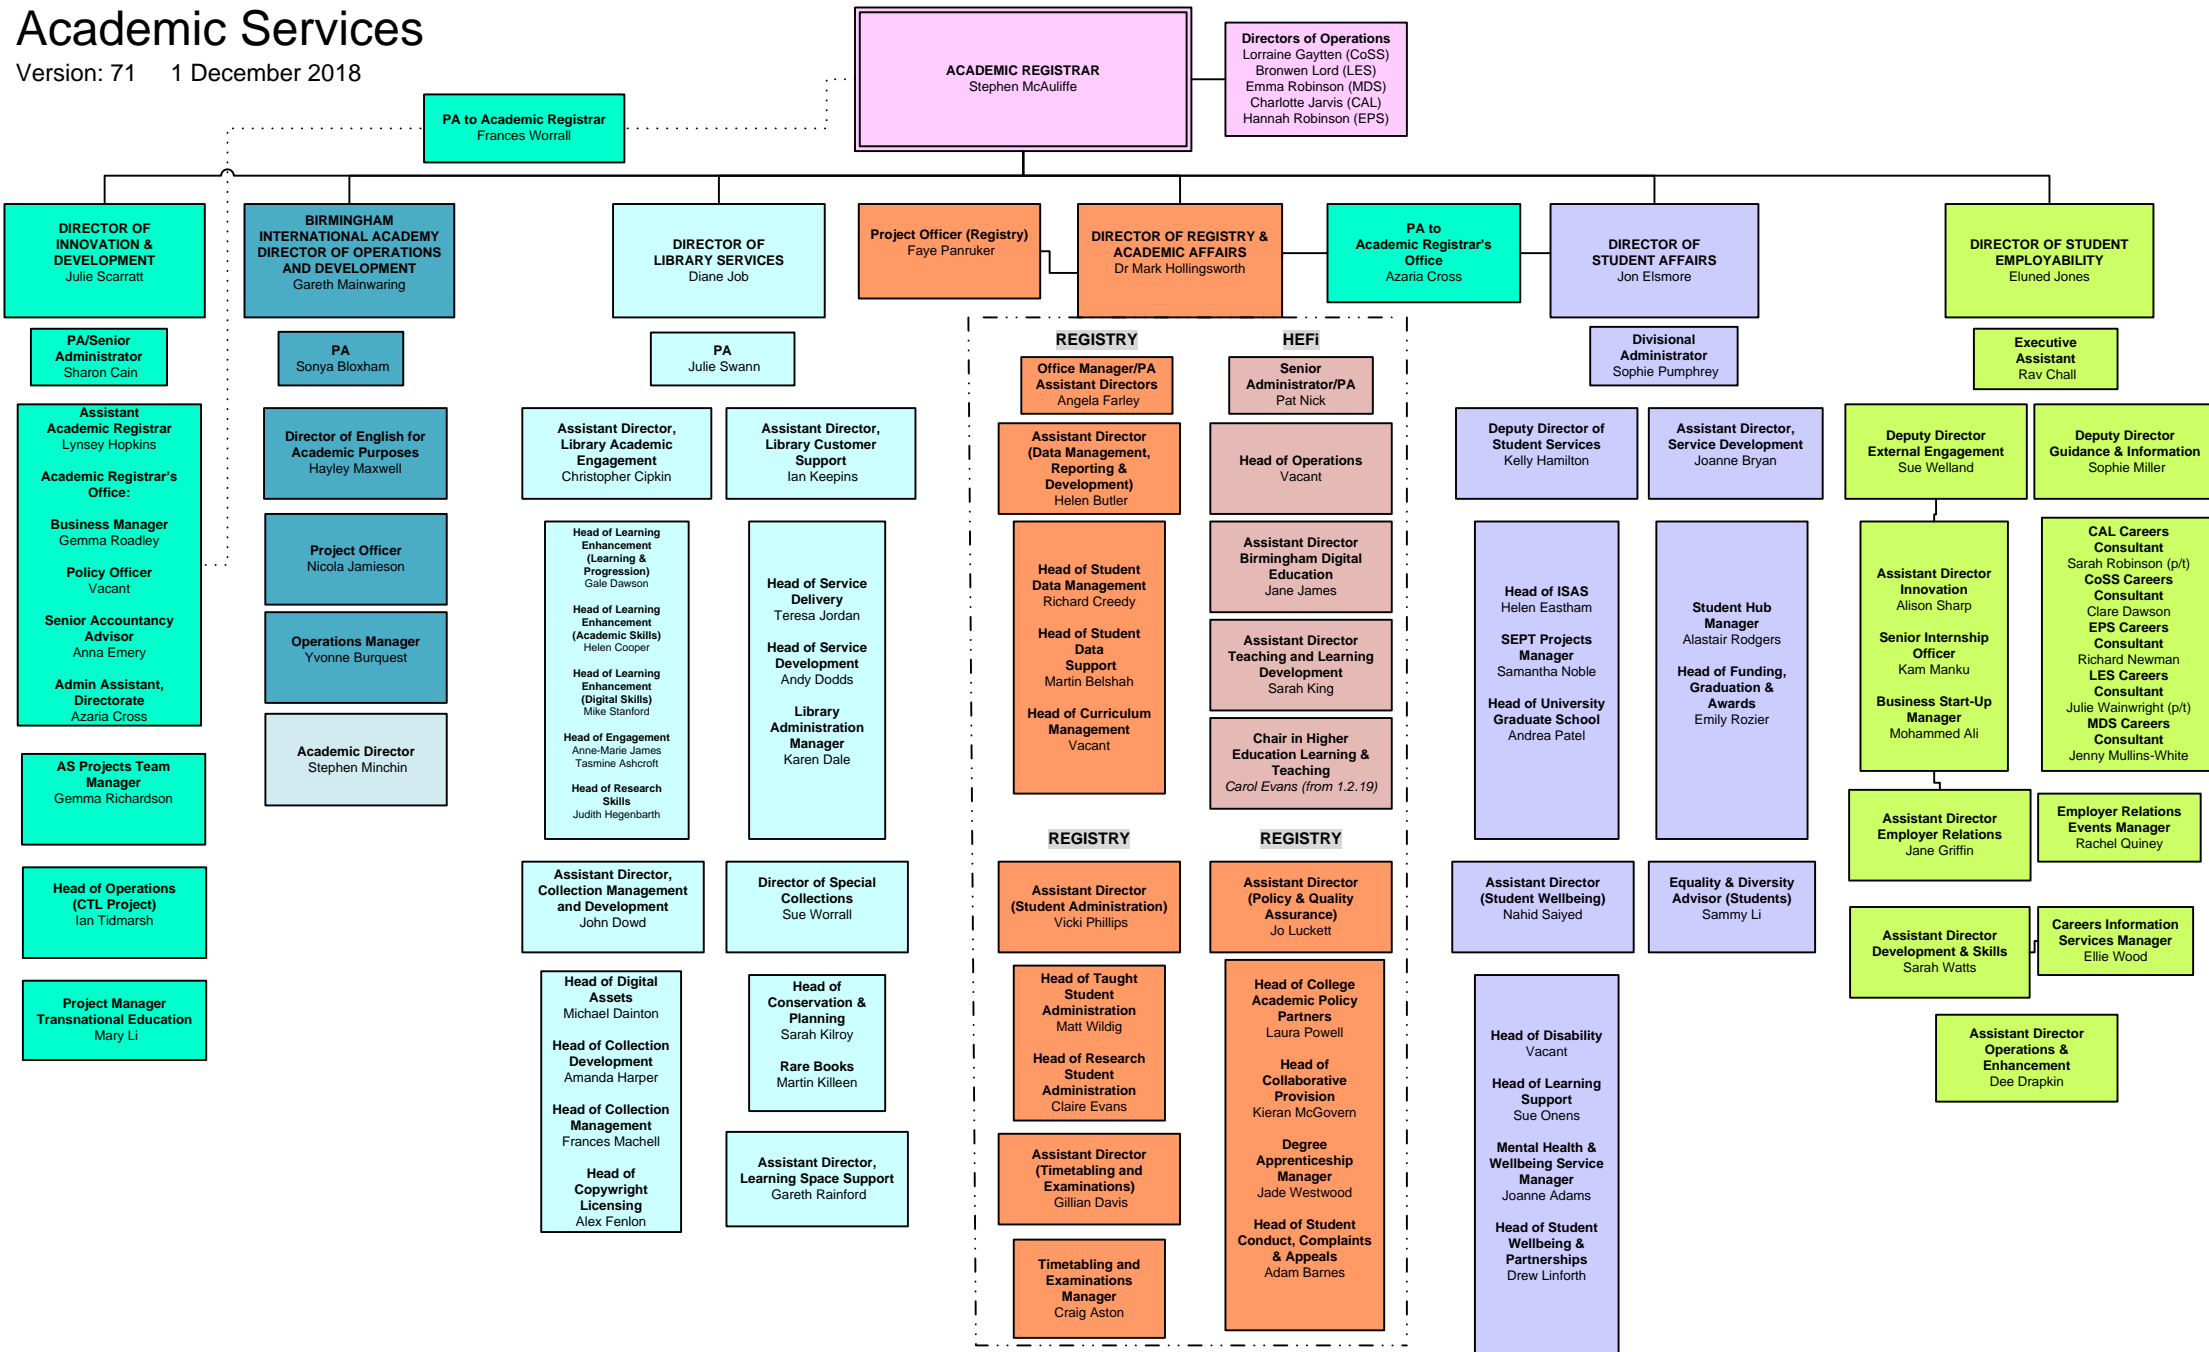 Academic Services
Version: 71 1 December 2018
ACADEMIC REGISTRAR
Stephen McAuliffe
Directors of Operations
Lorraine Gaytten (CoSS)
Bronwen Lord (LES)
Emma Robinson (MDS)
Charlotte Jarvis (CAL)
Hannah Robinson (EPS)
PA to Academic Registrar
Frances Worrall
DIRECTOR OF
INNOVATION &
DEVELOPMENT
Julie Scarratt
BIRMINGHAM
INTERNATIONAL ACADEMY
DIRECTOR OF OPERATIONS
AND DEVELOPMENT
Gareth Mainwaring
DIRECTOR OF
LIBRARY SERVICES
Diane Job
Project Officer (Registry)
Faye Panruker
DIRECTOR OF REGISTRY &
ACADEMIC AFFAIRS
Dr Mark Hollingsworth
PA to
Academic Registrar's
Office
Azaria Cross
DIRECTOR OF
STUDENT AFFAIRS
Jon Elsmore
DIRECTOR OF STUDENT
EMPLOYABILITY
Eluned Jones
PA/Senior
Administrator
Sharon Cain
Assistant
Academic Registrar
Lynsey Hopkins
Academic Registrar's
Office:
Business Manager
Gemma Roadley
Policy Officer
Vacant
Senior Accountancy
Advisor
Anna Emery
Admin Assistant,
Directorate
Azaria Cross
AS Projects Team
Manager
Gemma Richardson
Head of Operations
(CTL Project)
Ian Tidmarsh
Project Manager
Transnational Education
Mary Li
PA
Sonya Bloxham
Director of English for
Academic Purposes
Hayley Maxwell
Project Officer
Nicola Jamieson
Operations Manager
Yvonne Burquest
Academic Director
Stephen Minchin
PA
Julie Swann
Assistant Director,
Library Academic
Engagement
Christopher Cipkin
Assistant Director,
Library Customer
Support
Ian Keepins
Head of Learning
Enhancement
(Learning &
Progression)
Gale Dawson
Head of Learning
Enhancement
(Academic Skills)
Helen Cooper
Head of Learning
Enhancement
(Digital Skills)
Mike Stanford
Head of Engagement
Anne-Marie James
Tasmine Ashcroft
Head of Research
Skills
Judith Hegenbarth
Head of Service
Delivery
Teresa Jordan
Head of Service
Development
Andy Dodds
Library
Administration
Manager
Karen Dale
Assistant Director,
Collection Management
and Development
John Dowd
Director of Special
Collections
Sue Worrall
Head of Digital
Assets
Michael Dainton
Head of Collection
Development
Amanda Harper
Head of Collection
Management
Frances Machell
Head of
Copywright
Licensing
Alex Fenlon
Head of
Conservation &
Planning
Sarah Kilroy
Rare Books
Martin Killeen
Assistant Director,
Learning Space Support
Gareth Rainford
REGISTRY
Office Manager/PA
Assistant Directors
Angela Farley
Assistant Director
(Data Management,
Reporting &
Development)
Helen Butler
Head of Student
Data Management
Richard Creedy
Head of Student
Data
Support
Martin Belshah
Head of Curriculum
Management
Vacant
HEFi
Senior
Administrator/PA
Pat Nick
Head of Operations
Vacant
Assistant Director
Birmingham Digital
Education
Jane James
Assistant Director
Teaching and Learning
Development
Sarah King
Chair in Higher
Education Learning &
Teaching
Carol Evans (from 1.2.19)
REGISTRY
Assistant Director
(Student Administration)
Vicki Phillips
Head of Taught
Student
Administration
Matt Wildig
Head of Research
Student
Administration
Claire Evans
Assistant Director
(Timetabling and
Examinations)
Gillian Davis
Timetabling and
Examinations
Manager
Craig Aston
REGISTRY
Assistant Director
(Policy & Quality
Assurance)
Jo Luckett
Head of College
Academic Policy
Partners
Laura Powell
Head of
Collaborative
Provision
Kieran McGovern
Degree
Apprenticeship
Manager
Jade Westwood
Head of Student
Conduct, Complaints
& Appeals
Adam Barnes
Divisional
Administrator
Sophie Pumphrey
Deputy Director of
Student Services
Kelly Hamilton
Assistant Director,
Service Development
Joanne Bryan
Head of ISAS
Helen Eastham
SEPT Projects
Manager
Samantha Noble
Head of University
Graduate School
Andrea Patel
Student Hub
Manager
Alastair Rodgers
Head of Funding,
Graduation &
Awards
Emily Rozier
Assistant Director
(Student Wellbeing)
Nahid Saiyed
Equality & Diversity
Advisor (Students)
Sammy Li
Head of Disability
Vacant
Head of Learning
Support
Sue Onens
Mental Health &
Wellbeing Service
Manager
Joanne Adams
Head of Student
Wellbeing &
Partnerships
Drew Linforth
Executive
Assistant
Rav Chall
Deputy Director
External Engagement
Sue Welland
Deputy Director
Guidance & Information
Sophie Miller
Assistant Director
Innovation
Alison Sharp
Senior Internship
Officer
Kam Manku
Business Start-Up
Manager
Mohammed Ali
CAL Careers
Consultant
Sarah Robinson (p/t)
CoSS Careers
Consultant
Clare Dawson
EPS Careers
Consultant
Richard Newman
LES Careers
Consultant
Julie Wainwright (p/t)
MDS Careers
Consultant
Jenny Mullins-White
Assistant Director
Employer Relations
Jane Griffin
Employer Relations
Events Manager
Rachel Quiney
Assistant Director
Development & Skills
Sarah Watts
Careers Information
Services Manager
Ellie Wood
Assistant Director
Operations &
Enhancement
Dee Drapkin